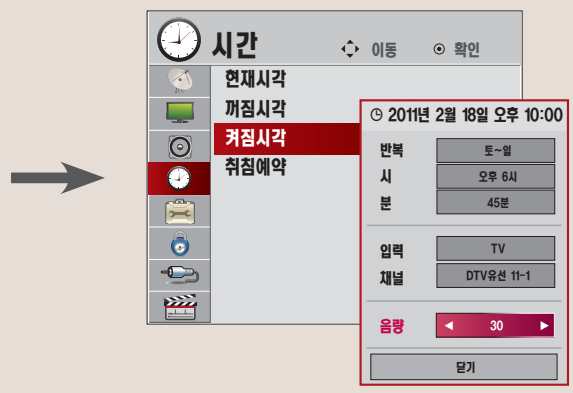 시간
이동 확인
현재시각
꺼짐시각
켜짐시각
취침예약
2011년 2월 18일 오후 10:00
반복 토~일
시 오후 6시
분 45분
입력 TV
채널 DTV유선 11-1
음량 ◀ 30 ▶
닫기